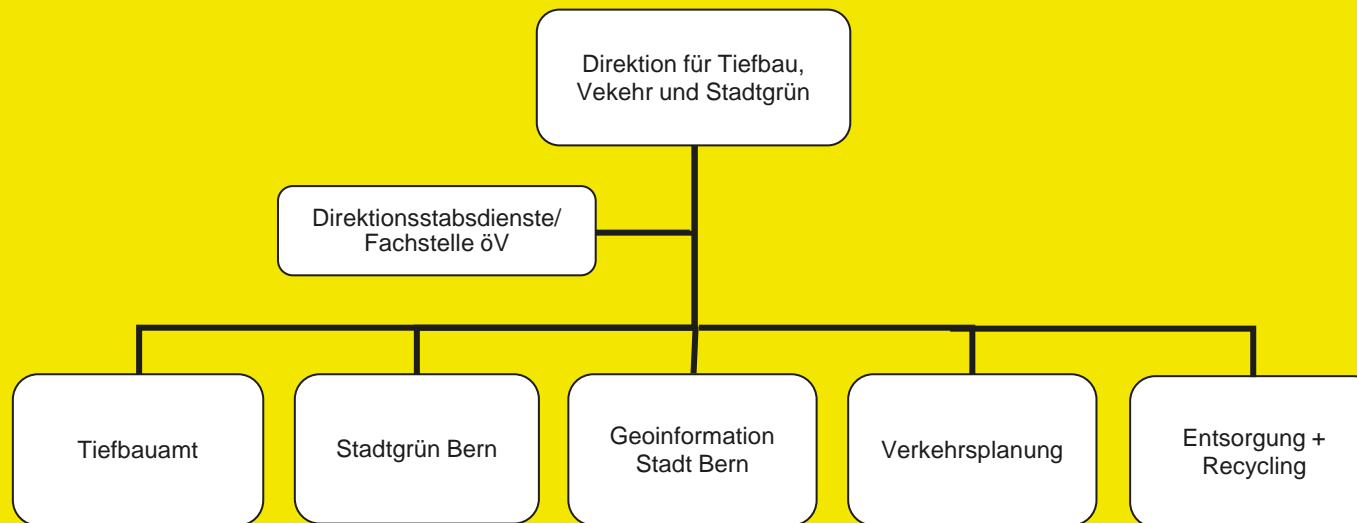 Direktion für Tiefbau,
Vekehr und Stadtgrün
Direktionsstabsdienste/
Fachstelle öV
Tiefbauamt
Stadtgrün Bern
Geoinformation
Stadt Bern
Verkehrsplanung
Entsorgung +
Recycling